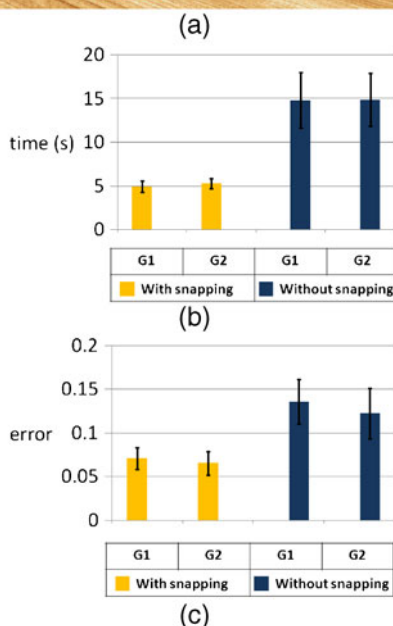 (a)
20
15
time (s)
10
5
0
G1 G2 G1 G2
With snapping Without snapping
(b)
0.2
0.15
0.1
error
0.05
0
G1 G2 G1 G2
With snapping Without snapping
(c)